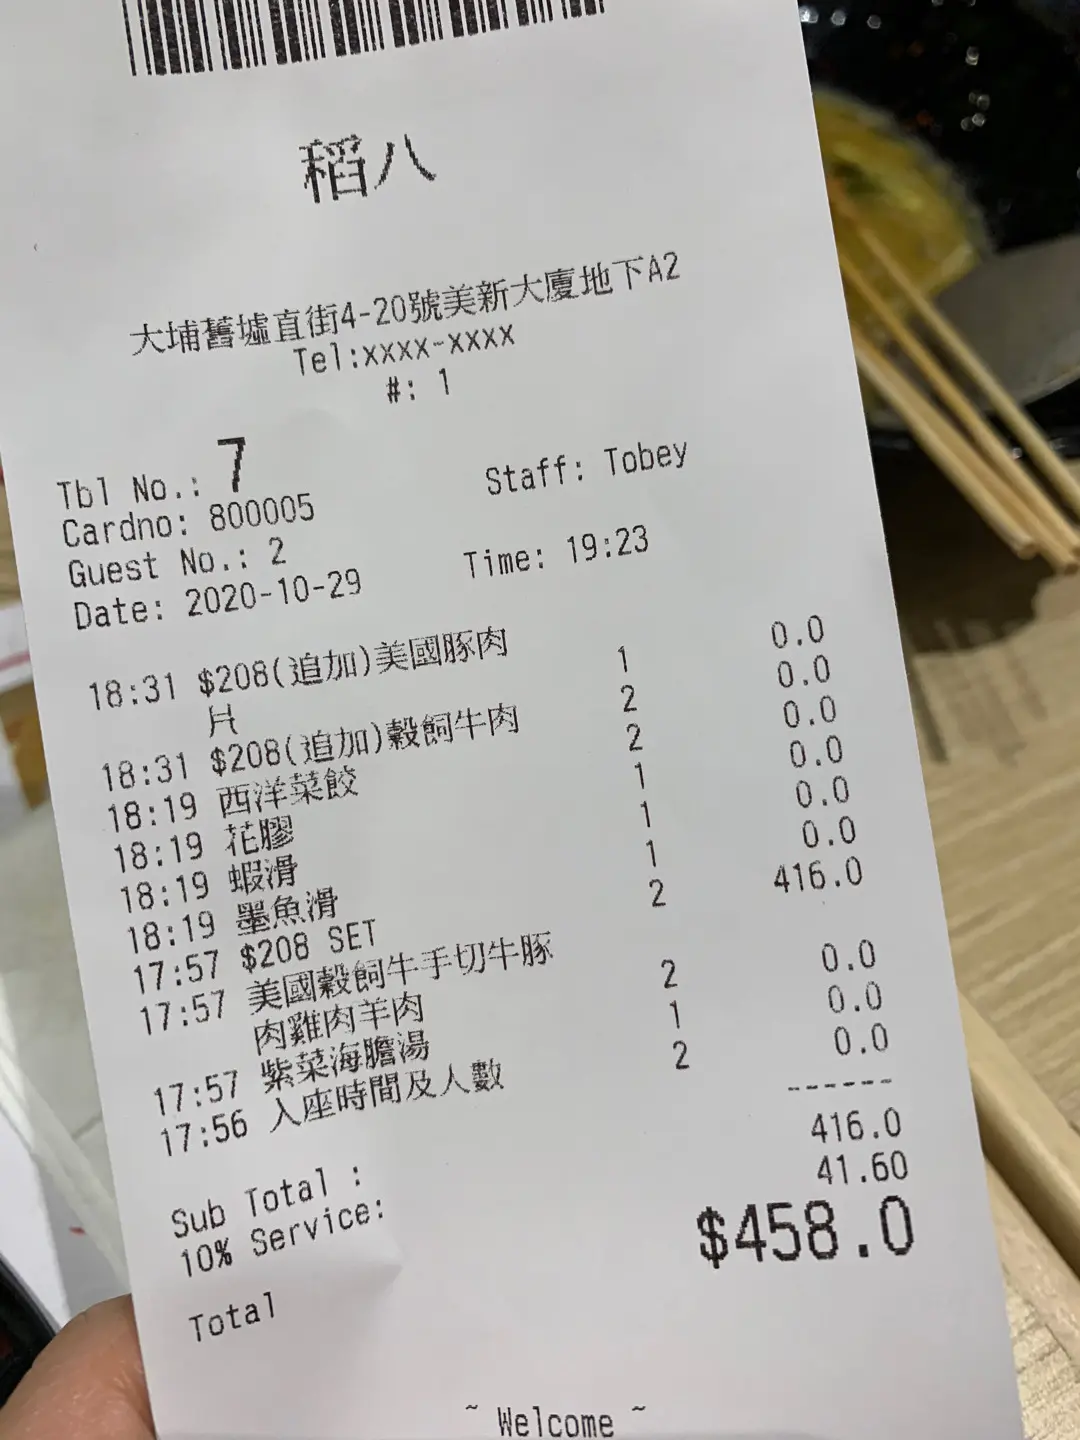 稻八
大埔舊墟直街4-20號美新大廈地下A2
Tel:xxxx-xxxx
#: 1
Tbl No.: 7 Staff: Tobey
Cardno: 800005
Guest No.: 2
Date: 2020-10-29 Time: 19:23
18:31 $208(追加)美國豚肉 1 0.0
片
18:31 $208(追加)穀飼牛肉 2 0.0
18:19 西洋菜餃 2 0.0
18:19 花膠 1 0.0
18:19 蝦滑 1 0.0
18:19 墨魚滑 1 0.0
17:57 $208 SET 2 416.0
17:57 美國穀飼牛手切牛豚 2 0.0
肉雞肉羊肉
17:57 紫菜海膽湯 1 0.0
17:56 入座時間及人數 2 0.0
------
Sub Total : 416.0
10% Service: 41.60
Total $458.0
~ Welcome ~